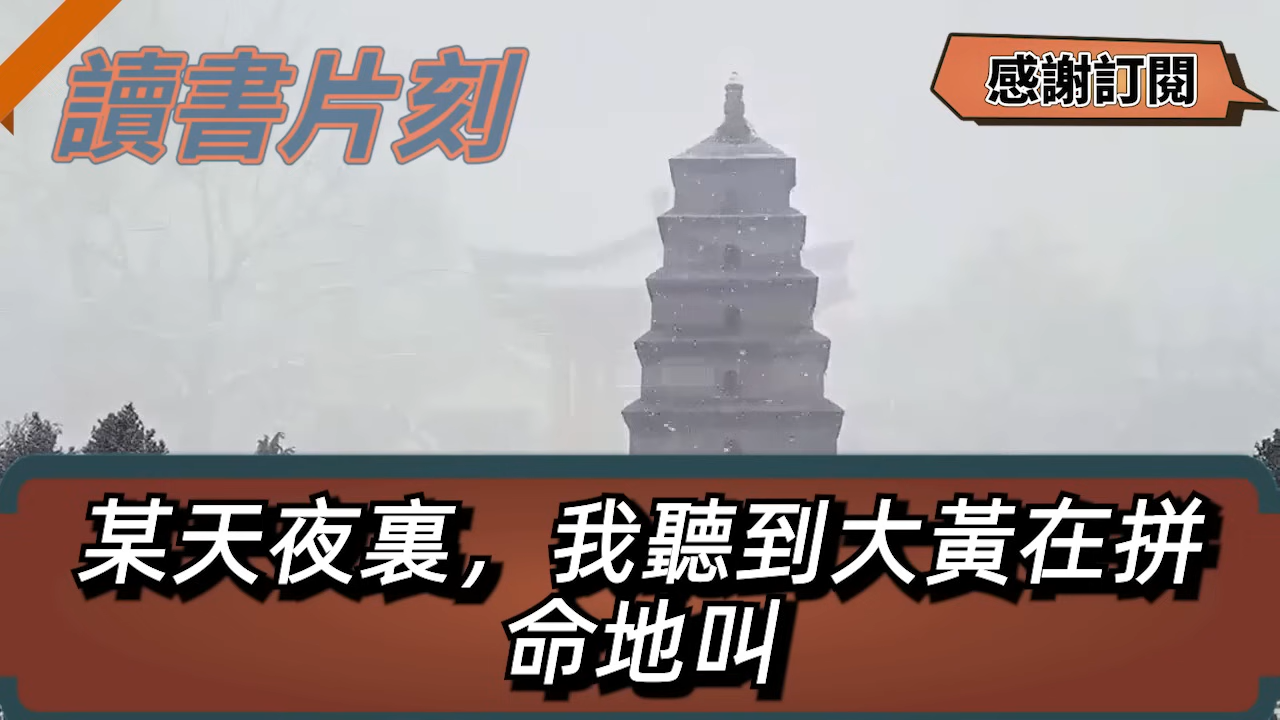 讀書片刻
感謝訂閱
某天夜裏，我聽到大黃在拼
命地叫